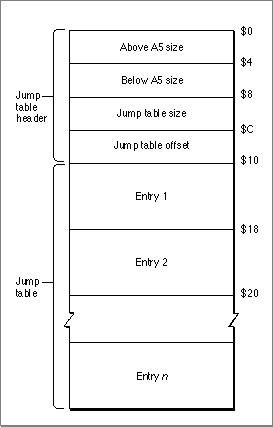 $0
Above A5 size
$4
Below A5 size
$8
Jump table header
Jump table size
$C
Jump table offset
$10
Entry 1
$18
Entry 2
Jump table
$20
Entry n